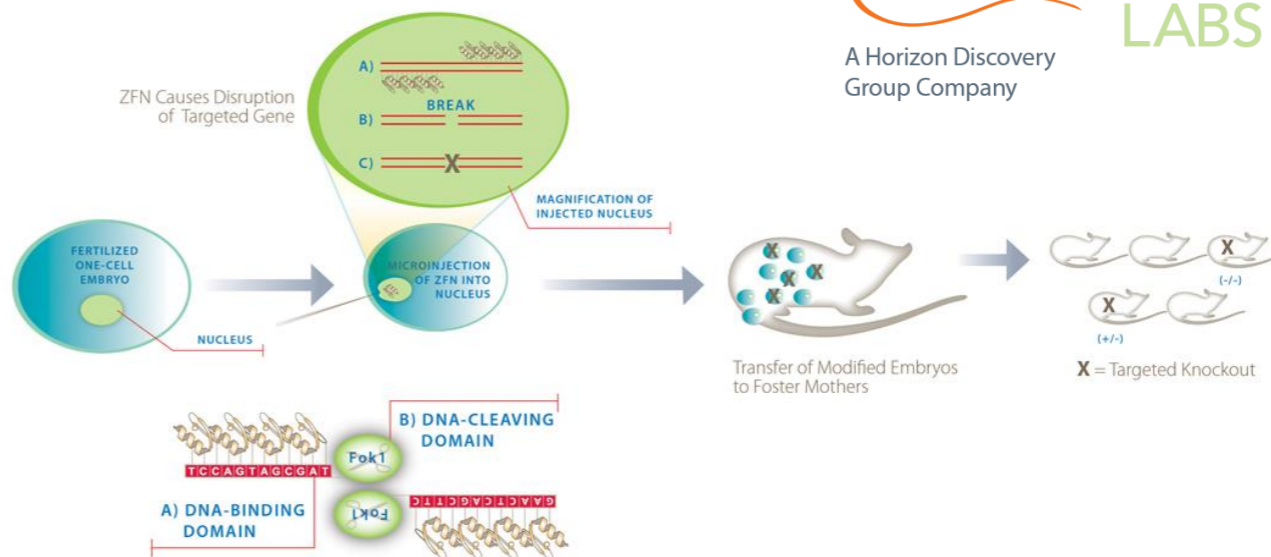 LABS
A Horizon Discovery
Group Company
ZFN Causes Disruption
of Targeted Gene
A)
BREAK
B)
C)
X
MAGNIFICATION OF
INJECTED NUCLEUS
FERTILIZED
ONE-CELL
EMBRYO
NUCLEUS
MICROINJECTION
OF ZFN INTO
NUCLEUS
X
X
X
X
X
(-/-)
X
(+/-)
Transfer of Modified Embryos
to Foster Mothers
X = Targeted Knockout
B) DNA-CLEAVING
DOMAIN
Fok1
TCCAGTAGCGAT
Fok1
CTTCGACTCAAG
A) DNA-BINDING
DOMAIN